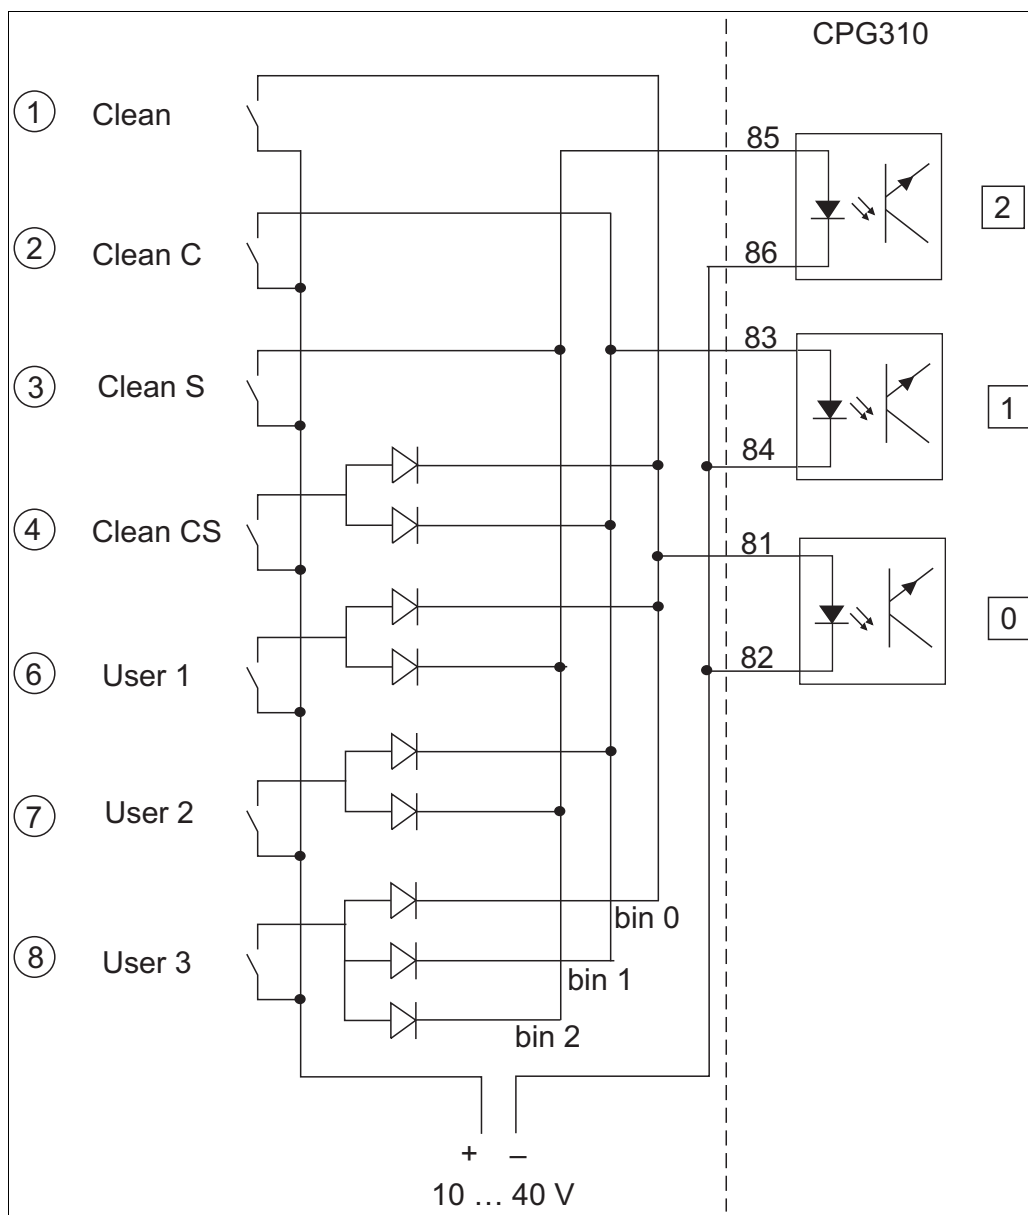 CPG310
1 Clean
85
2
2 Clean C
86
83
3 Clean S
1
84
4 Clean CS
81
0
82
6 User 1
7 User 2
bin 0
8 User 3
bin 1
bin 2
+ –
10 … 40 V